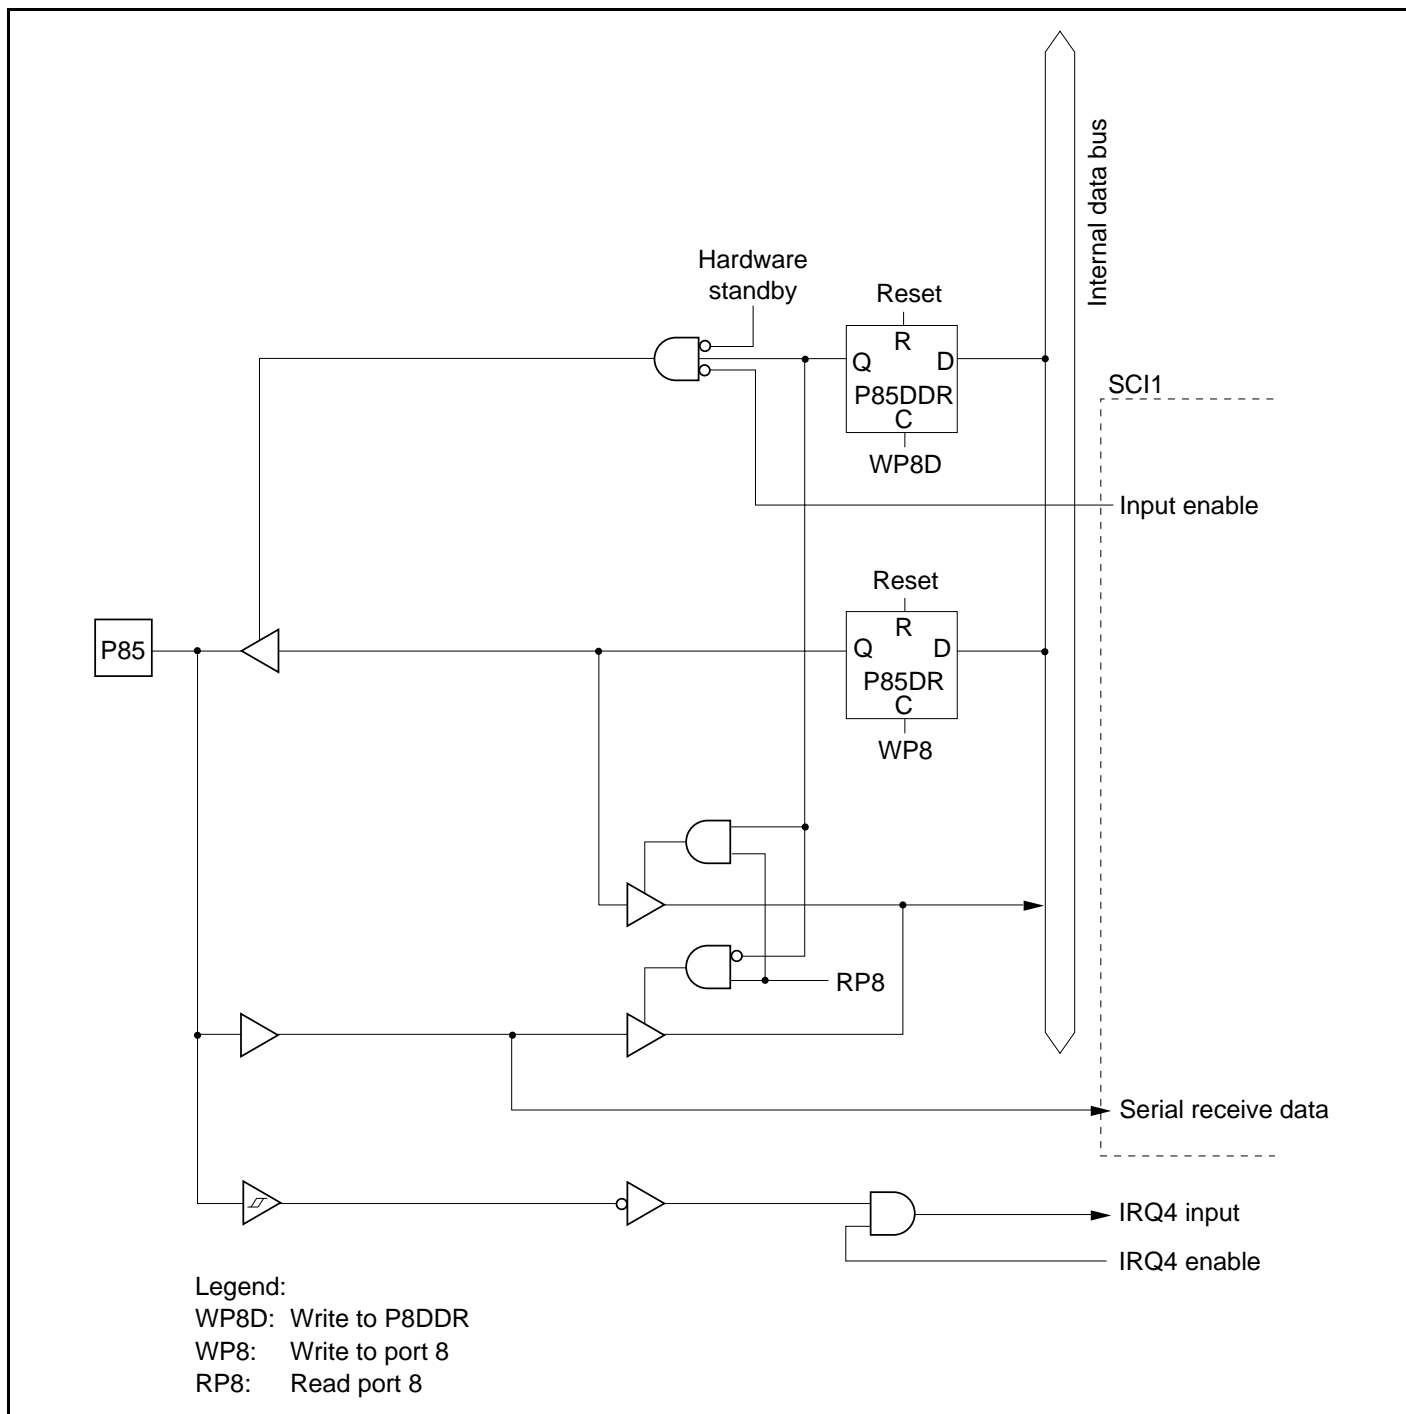 Internal data bus
Hardware
standby
Reset
R
Q D
P85DDR
C
WP8D
SCI1
Input enable
Reset
R
Q D
P85DR
C
WP8
P85
RP8
Serial receive data
IRQ4 input
IRQ4 enable
Legend:
WP8D: Write to P8DDR
WP8: Write to port 8
RP8: Read port 8